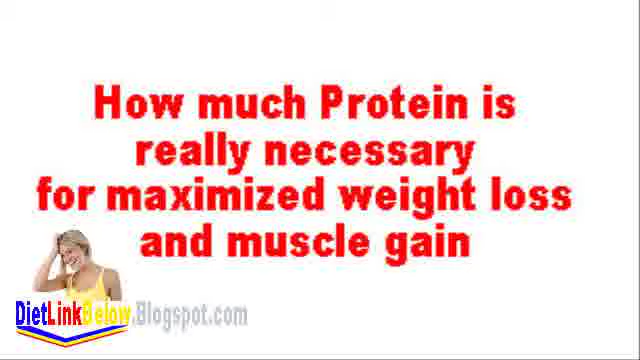 How much Protein is
really necessary
for maximized weight loss
and muscle gain
DietLinkBelow.Blogspot.com